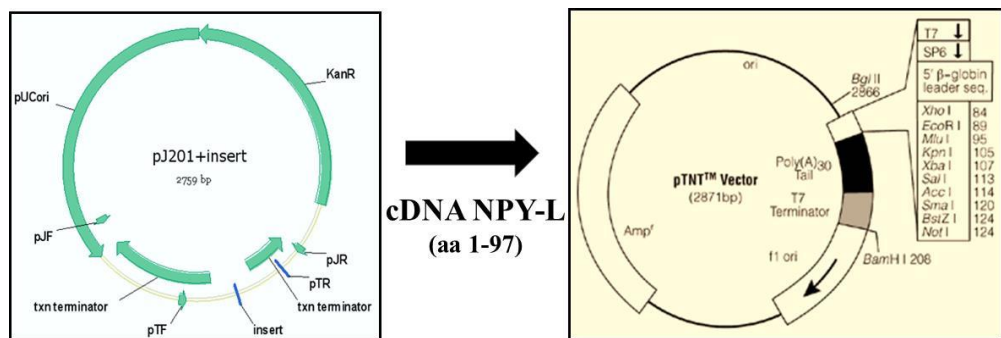 KanR
pUCori
pJ201+insert
2759 bp
pJF
pJR
txn terminator
pTR
txn terminator
pTF
insert
cDNA NPY-L
(aa 1-97)
T7 ↓
SP6 ↓
5' β-globin
leader seq.
Xho I 84
EcoR I 89
Mlu I 95
Kpn I 105
Xba I 107
Sal I 113
Acc I 114
Sma I 120
BstZ I 124
Not I 124
ori
Bgl II
2866
Poly(A)30
Tail
pTNT™ Vector
(2871bp)
T7
Terminator
Ampr
f1 ori
BamH I 208